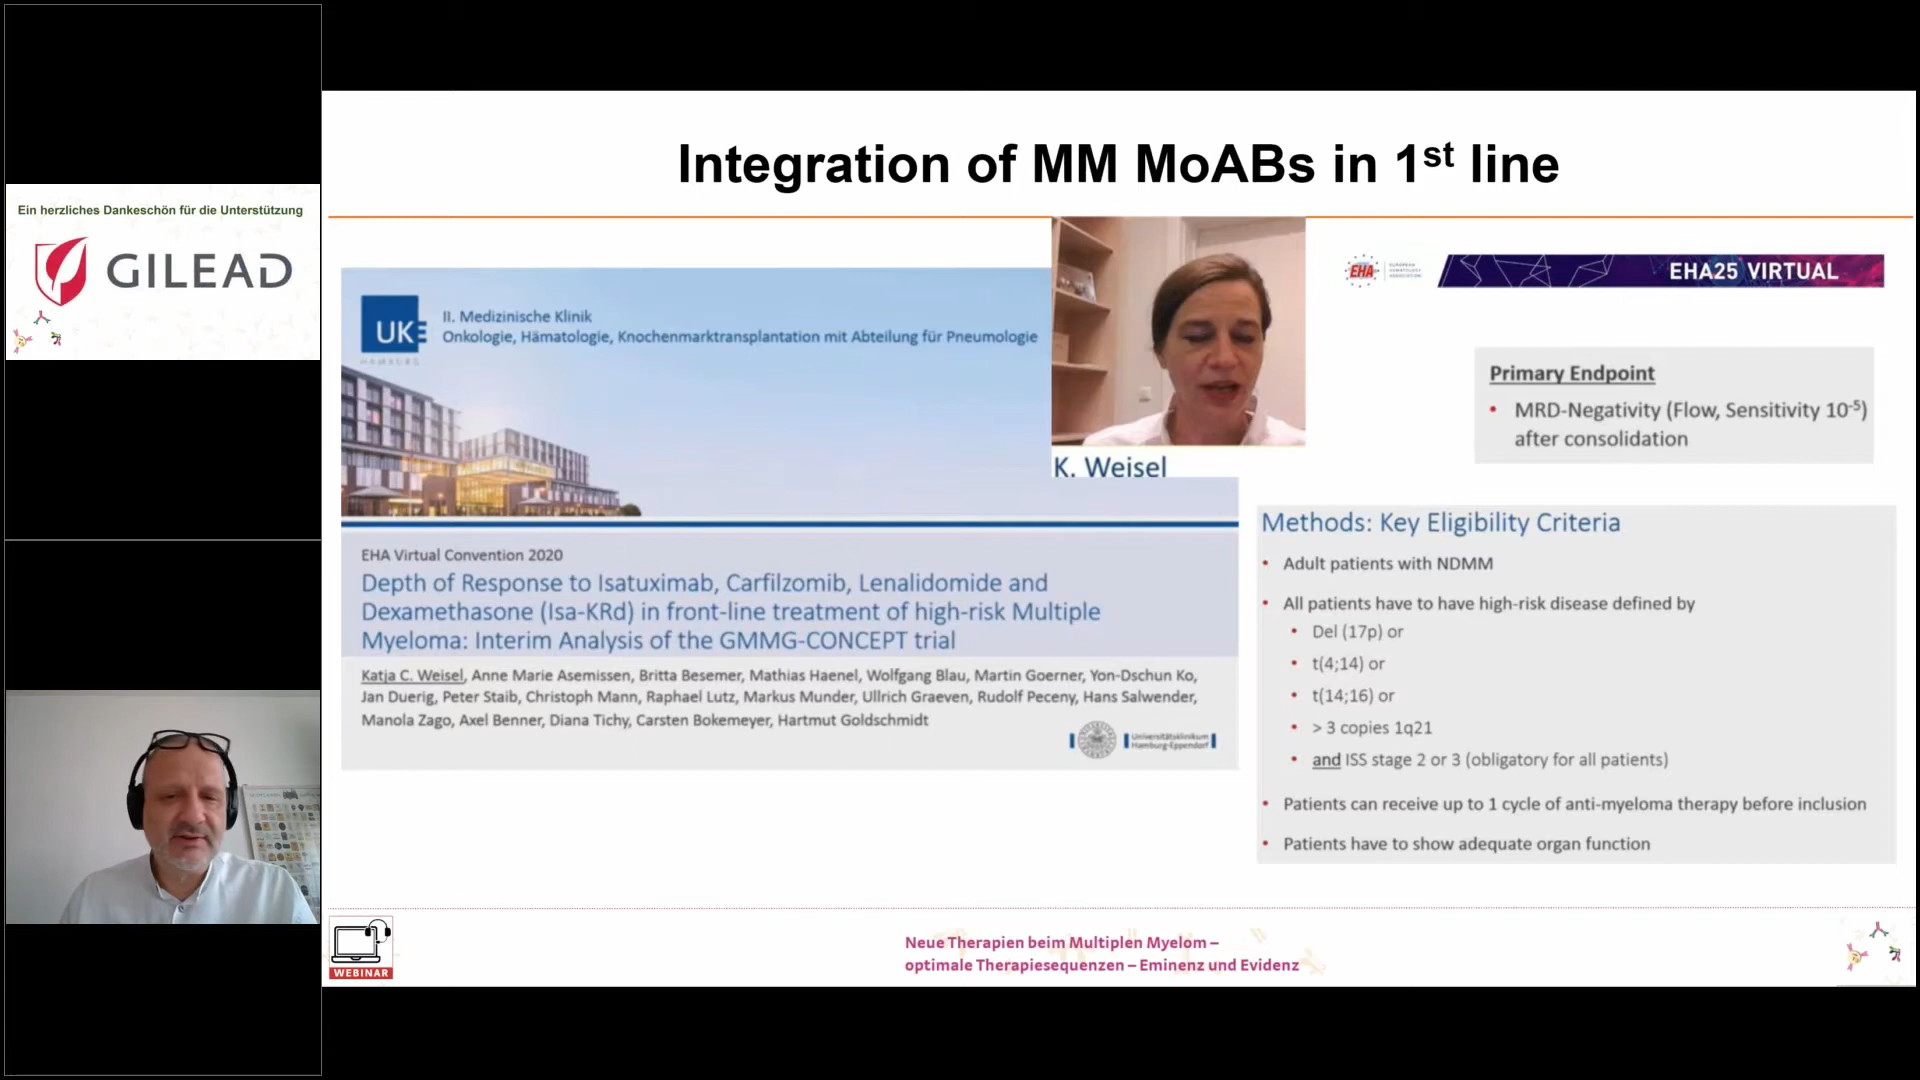 Ein herzliches Dankeschön für die Unterstützung
GILEAD
Integration of MM MoABs in 1st line
UKE
HAMBURG
II. Medizinische Klinik
Onkologie, Hämatologie, Knochenmarktransplantation mit Abteilung für Pneumologie
K. Weisel
EHA Virtual Convention 2020
Depth of Response to Isatuximab, Carfilzomib, Lenalidomide and
Dexamethasone (Isa-KRd) in front-line treatment of high-risk Multiple
Myeloma: Interim Analysis of the GMMG-CONCEPT trial
Katja C. Weisel, Anne Marie Asemissen, Britta Besemer, Mathias Haenel, Wolfgang Blau, Martin Goerner, Yon-Dschun Ko,
Jan Duerig, Peter Staib, Christoph Mann, Raphael Lutz, Markus Munder, Ullrich Graeven, Rudolf Peceny, Hans Salwender,
Manola Zago, Axel Benner, Diana Tichy, Carsten Bokemeyer, Hartmut Goldschmidt
Universitätsklinikum
Hamburg-Eppendorf
EHA
EUROPEAN
HEMATOLOGY
ASSOCIATION
EHA25 VIRTUAL
Primary Endpoint
• MRD-Negativity (Flow, Sensitivity 10-5)
after consolidation
Methods: Key Eligibility Criteria
• Adult patients with NDMM
• All patients have to have high-risk disease defined by
• Del (17p) or
• t(4;14) or
• t(14;16) or
• > 3 copies 1q21
• and ISS stage 2 or 3 (obligatory for all patients)
• Patients can receive up to 1 cycle of anti-myeloma therapy before inclusion
• Patients have to show adequate organ function
WEBINAR
Neue Therapien beim Multiplen Myelom –
optimale Therapiesequenzen – Eminenz und Evidenz